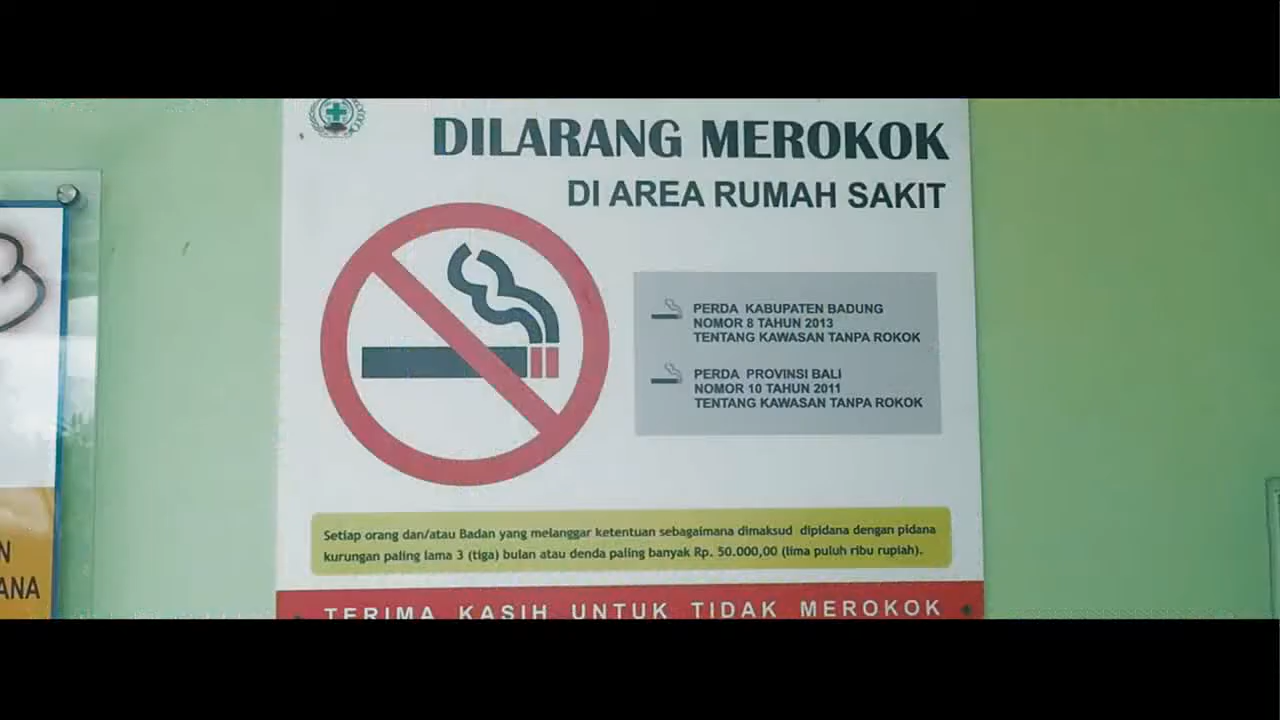 DILARANG MEROKOK
DI AREA RUMAH SAKIT
PERDA KABUPATEN BADUNG
NOMOR 8 TAHUN 2013
TENTANG KAWASAN TANPA ROKOK
PERDA PROVINSI BALI
NOMOR 10 TAHUN 2011
TENTANG KAWASAN TANPA ROKOK
Setiap orang dan/atau Badan yang melanggar ketentuan sebagaimana dimaksud dipidana dengan pidana
kurungan paling lama 3 (tiga) bulan atau denda paling banyak Rp. 50.000,00 (lima puluh ribu rupiah).
TERIMA KASIH UNTUK TIDAK MEROKOK
N
ANA